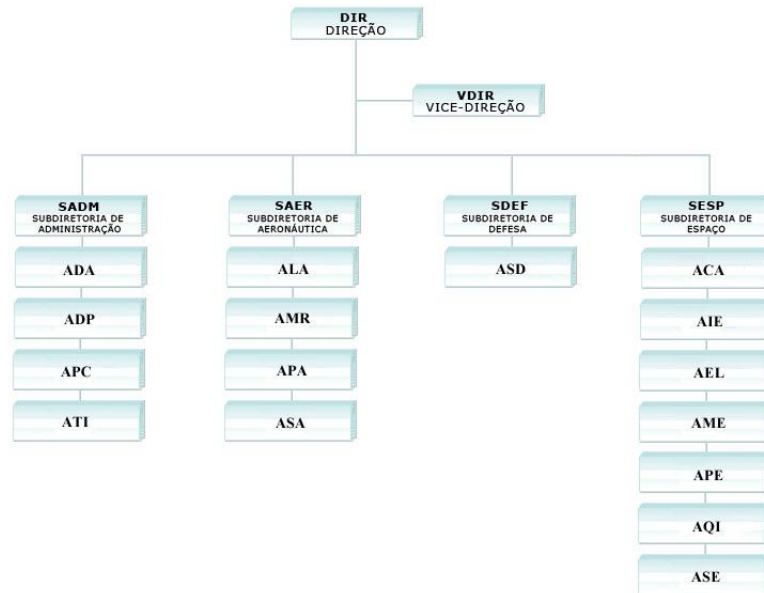 DIR
DIREÇÃO
VDIR
VICE-DIREÇÃO
SADM
SUBDIRETORIA DE
ADMINISTRAÇÃO
ADA
ADP
APC
ATI
SAER
SUBDIRETORIA DE
AERONÁUTICA
ALA
AMR
APA
ASA
SDEF
SUBDIRETORIA DE
DEFESA
ASD
SESP
SUBDIRETORIA DE
ESPAÇO
ACA
AIE
AEL
AME
APE
AQI
ASE